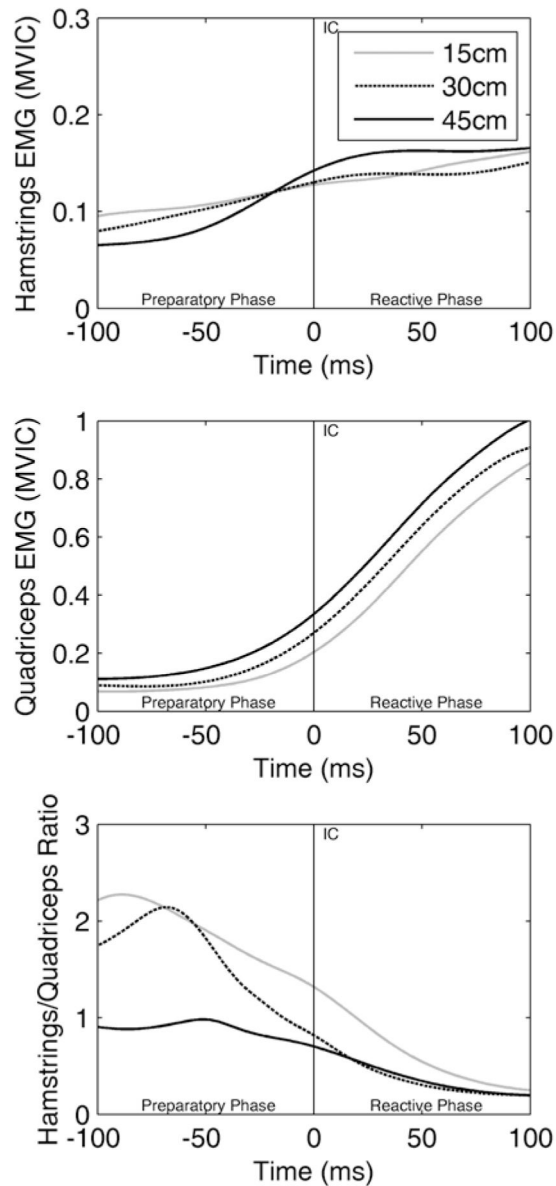 Hamstrings EMG (MVIC)
0.3
0.2
0.1
0
IC
15cm
30cm
45cm
Preparatory Phase
Reactive Phase
-100
-50
0
50
100
Time (ms)
Quadriceps EMG (MVIC)
1
0.8
0.6
0.4
0.2
0
IC
Preparatory Phase
Reactive Phase
-100
-50
0
50
100
Time (ms)
Hamstrings/Quadriceps Ratio
3
2
1
0
IC
Preparatory Phase
Reactive Phase
-100
-50
0
50
100
Time (ms)